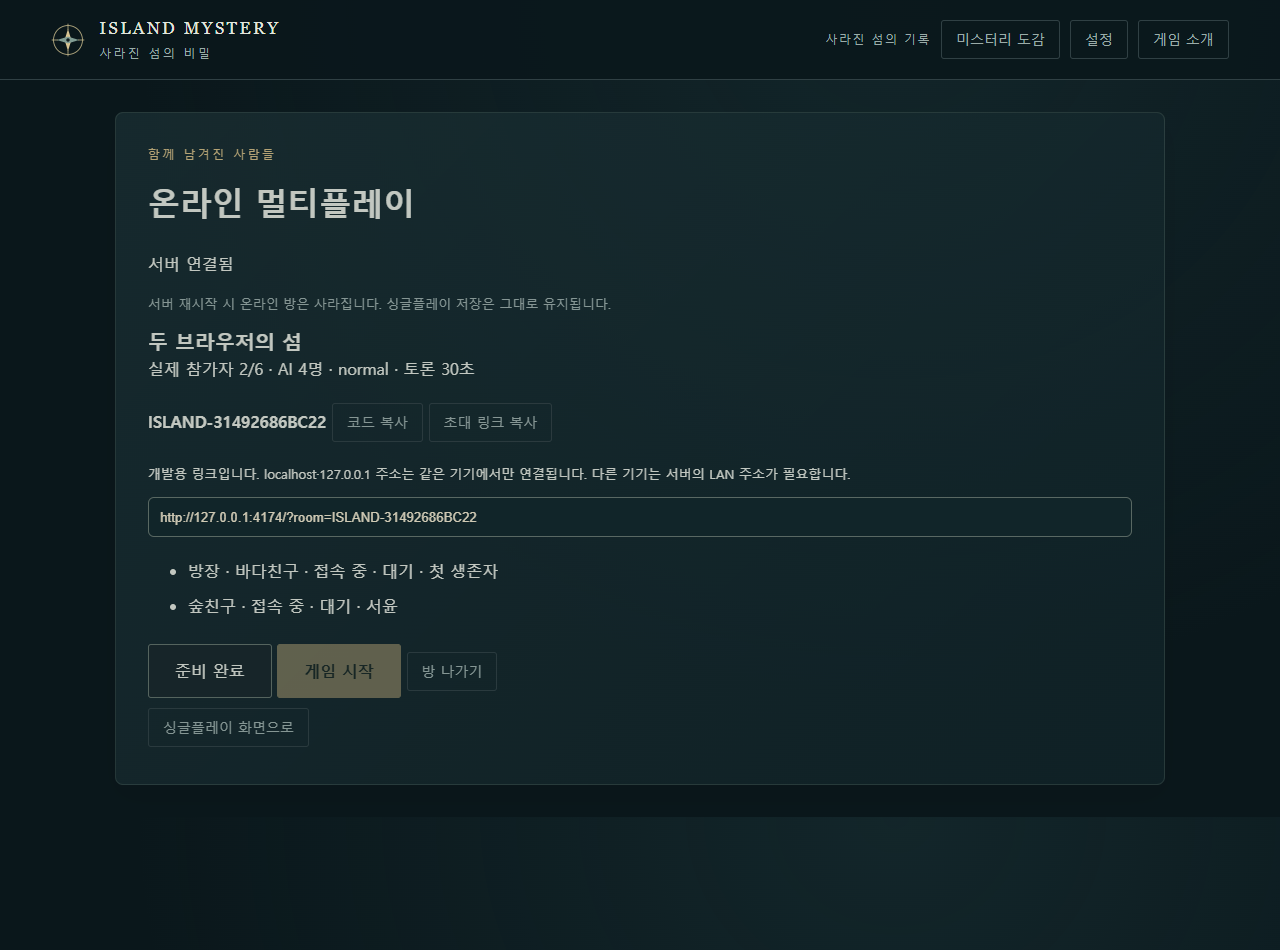 ISLAND MYSTERY
사라진 섬의 비밀
사라진 섬의 기록
미스터리 도감
설정
게임 소개
함께 남겨진 사람들
온라인 멀티플레이
서버 연결됨
서버 재시작 시 온라인 방은 사라집니다. 싱글플레이 저장은 그대로 유지됩니다.
두 브라우저의 섬
실제 참가자 2/6 · AI 4명 · normal · 토론 30초
ISLAND-31492686BC22 코드 복사 초대 링크 복사
개발용 링크입니다. localhost·127.0.0.1 주소는 같은 기기에서만 연결됩니다. 다른 기기는 서버의 LAN 주소가 필요합니다.
http://127.0.0.1:4174/?room=ISLAND-31492686BC22
• 방장 · 바다친구 · 접속 중 · 대기 · 첫 생존자
• 숲친구 · 접속 중 · 대기 · 서윤
준비 완료 게임 시작 방 나가기
싱글플레이 화면으로